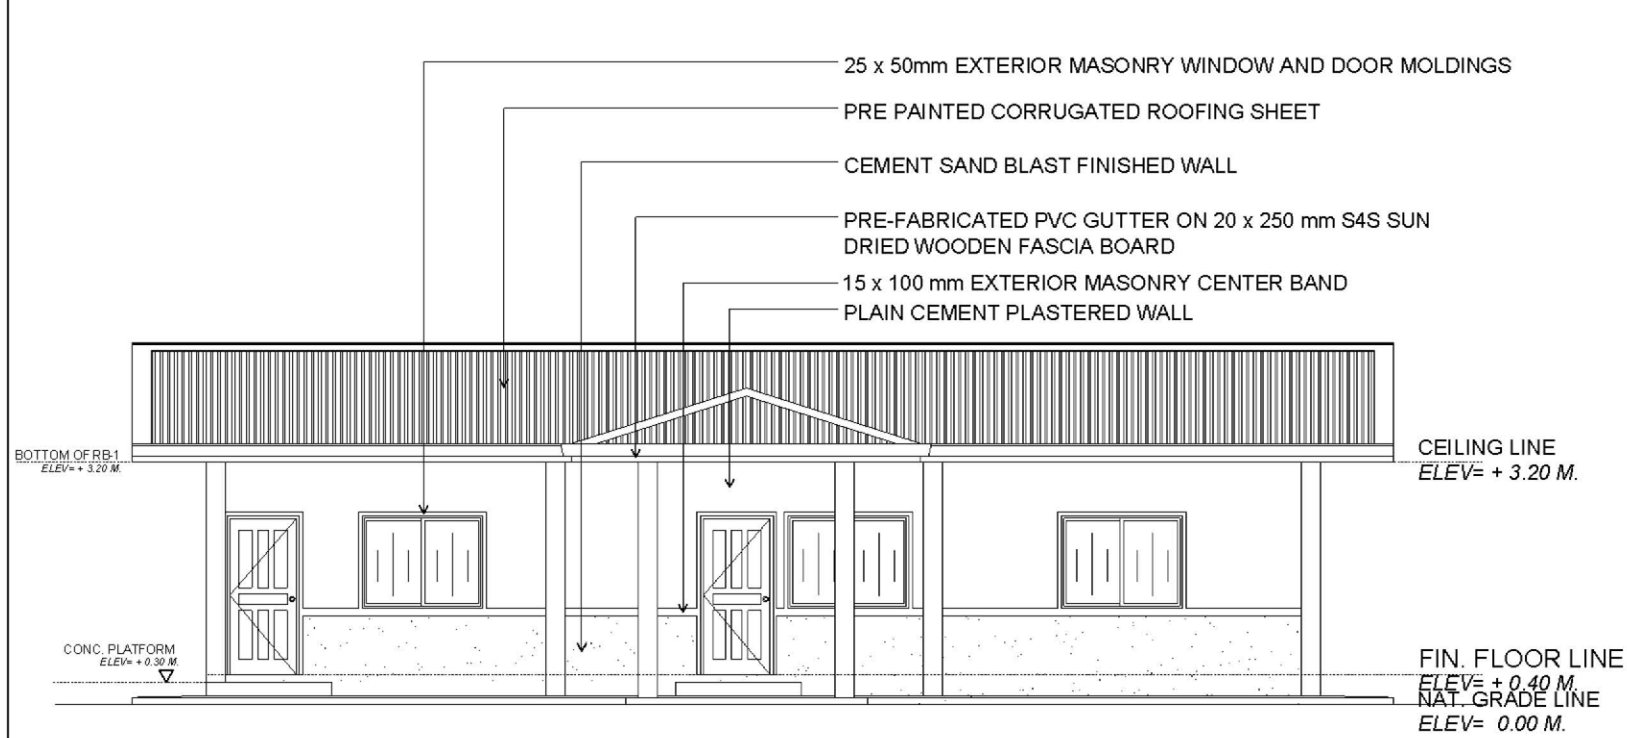 25 x 50mm EXTERIOR MASONRY WINDOW AND DOOR MOLDINGS
PRE PAINTED CORRUGATED ROOFING SHEET
CEMENT SAND BLAST FINISHED WALL
PRE-FABRICATED PVC GUTTER ON 20 x 250 mm S4S SUN
DRIED WOODEN FASCIA BOARD
15 x 100 mm EXTERIOR MASONRY CENTER BAND
PLAIN CEMENT PLASTERED WALL
BOTTOM OF RB-1
ELEV= + 3.20 M.
CEILING LINE
ELEV= + 3.20 M.
CONC. PLATFORM
ELEV= + 0.30 M.
FIN. FLOOR LINE
ELEV= + 0.40 M.
NAT. GRADE LINE
ELEV= 0.00 M.